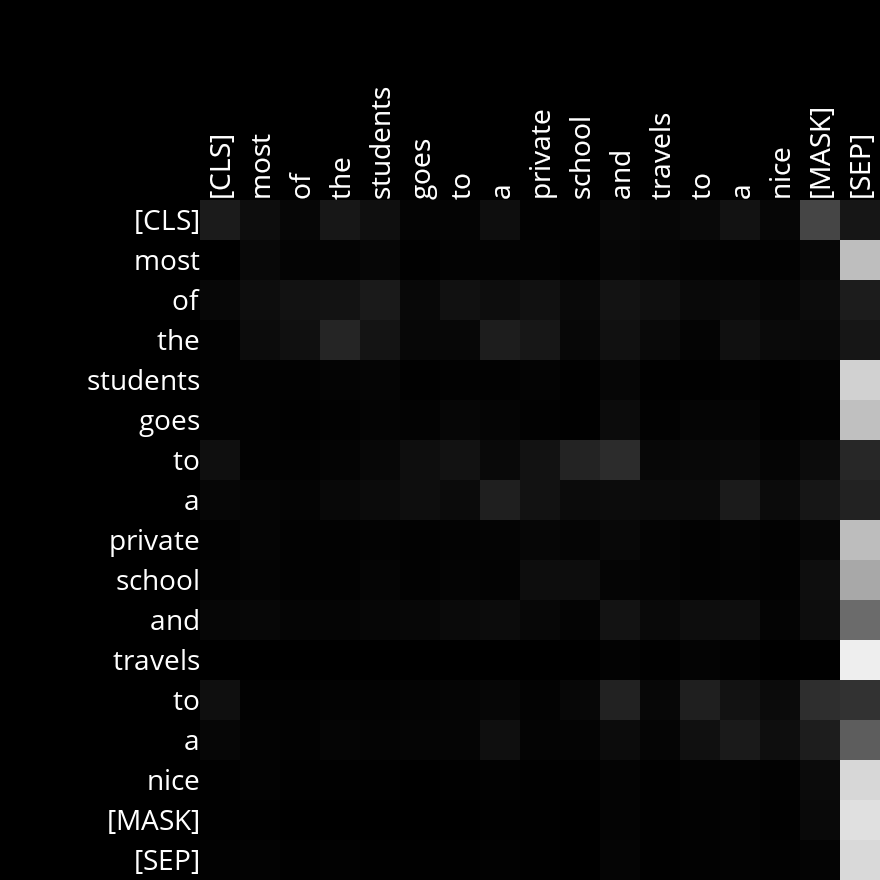 [CLS] most of the students goes to a private school and travels to a nice [MASK] [SEP]
[CLS]
most
of
the
students
goes
to
a
private
school
and
travels
to
a
nice
[MASK]
[SEP]